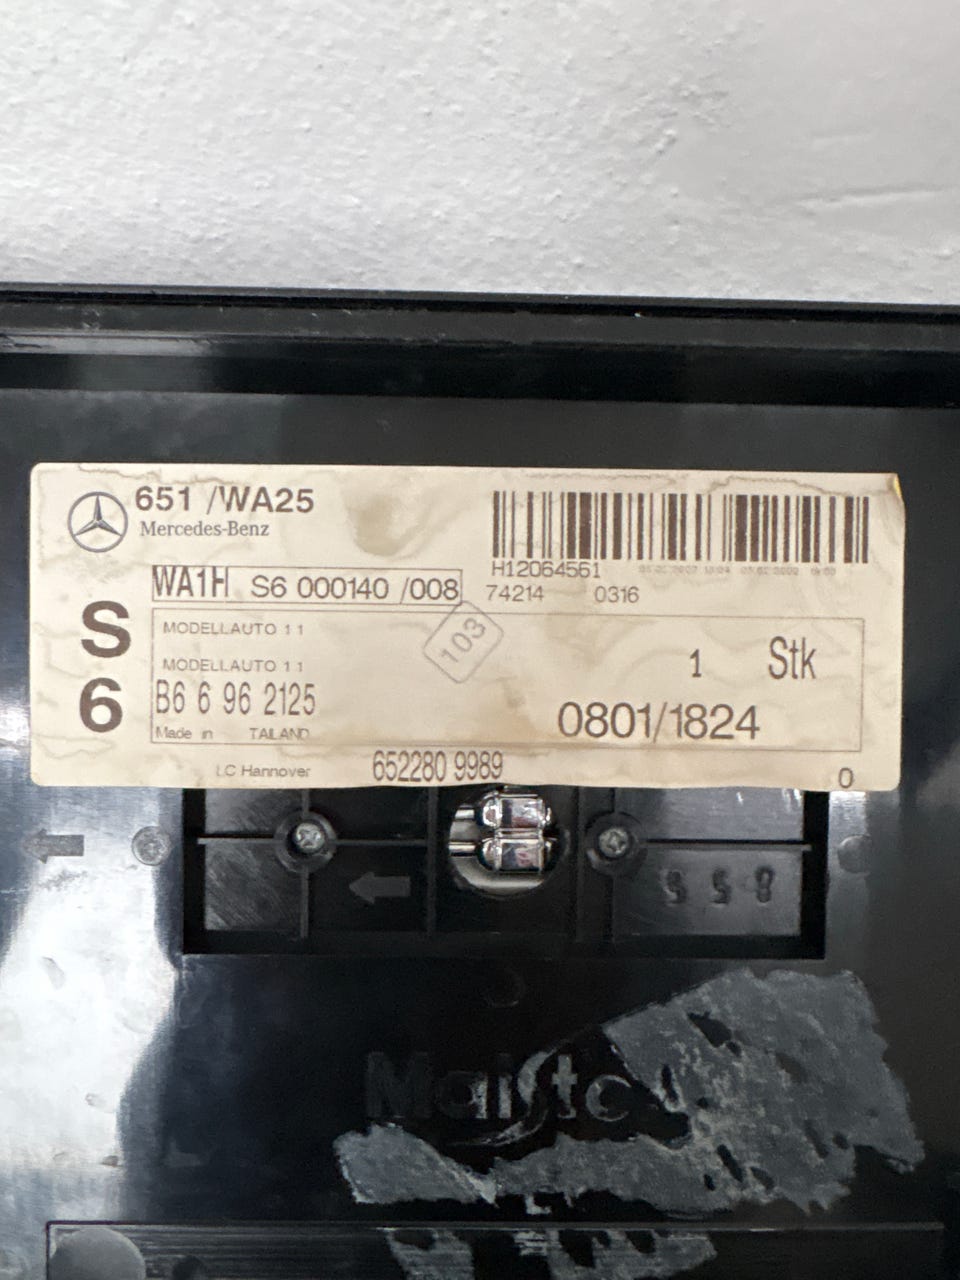 651 /WA25
Mercedes-Benz
H12064561
74214 0316
WA1H S6 000140 /008
S
6
103
MODELLAUTO 1 1
MODELLAUTO 1 1
1 Stk
B6 6 96 2125
0801/1824
Made in TAILAND
LC Hannover
652280 9989
0
Maisto